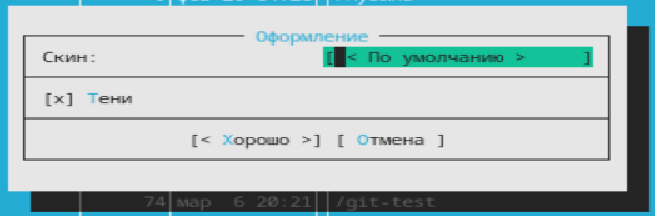 Оформление
Скин: [ < По умолчанию > ]
[x] Тени
[< Хорошо >] [ Отмена ]
74 мар 6 20:21 /git-test